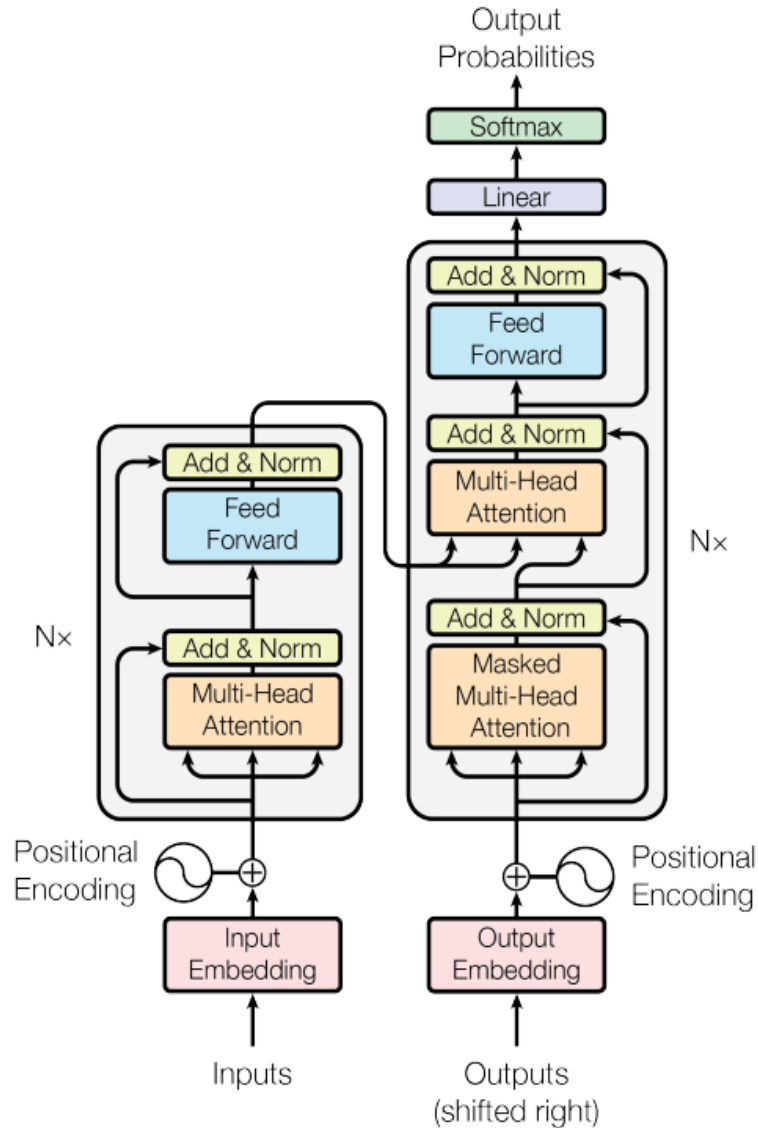 Output
Probabilities
Softmax
Linear
Add & Norm
Feed
Forward
Add & Norm
Multi-Head
Attention
Add & Norm
Masked
Multi-Head
Attention
Nx
Add & Norm
Feed
Forward
Add & Norm
Multi-Head
Attention
Nx
Positional
Encoding
Positional
Encoding
Input
Embedding
Output
Embedding
Inputs
Outputs
(shifted right)